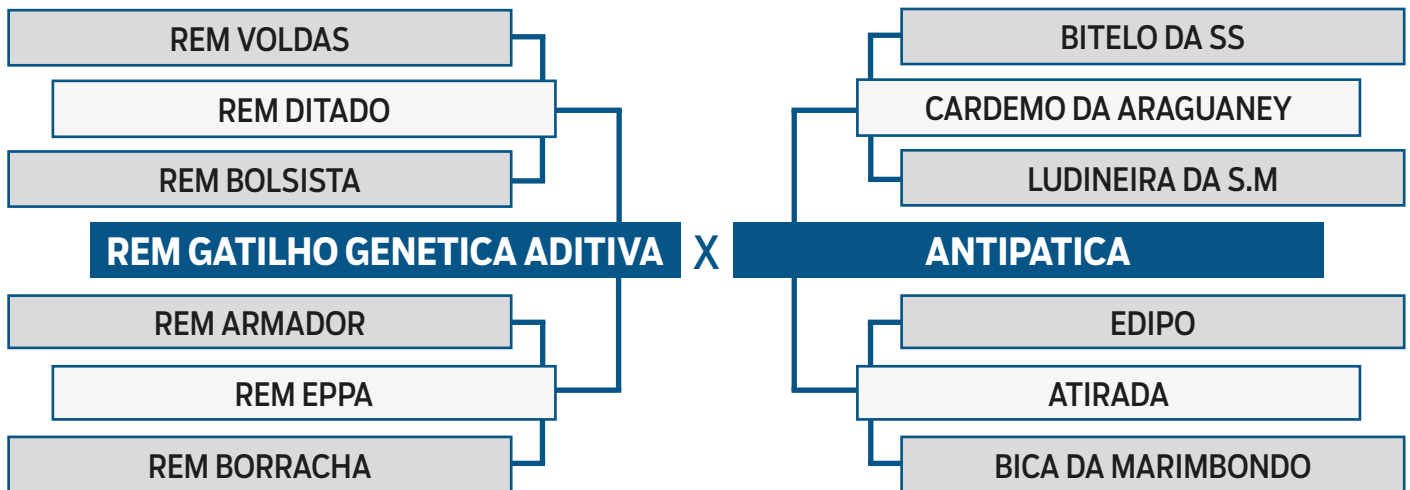 REM VOLDAS
REM DITADO
REM BOLSISTA
REM GATILHO GENETICA ADITIVA
REM ARMADOR
REM EPPA
REM BORRACHA
X
BITELO DA SS
CARDEMO DA ARAGUANEY
LUDINEIRA DA S.M
ANTIPATICA
EDIPO
ATIRADA
BICA DA MARIMBONDO